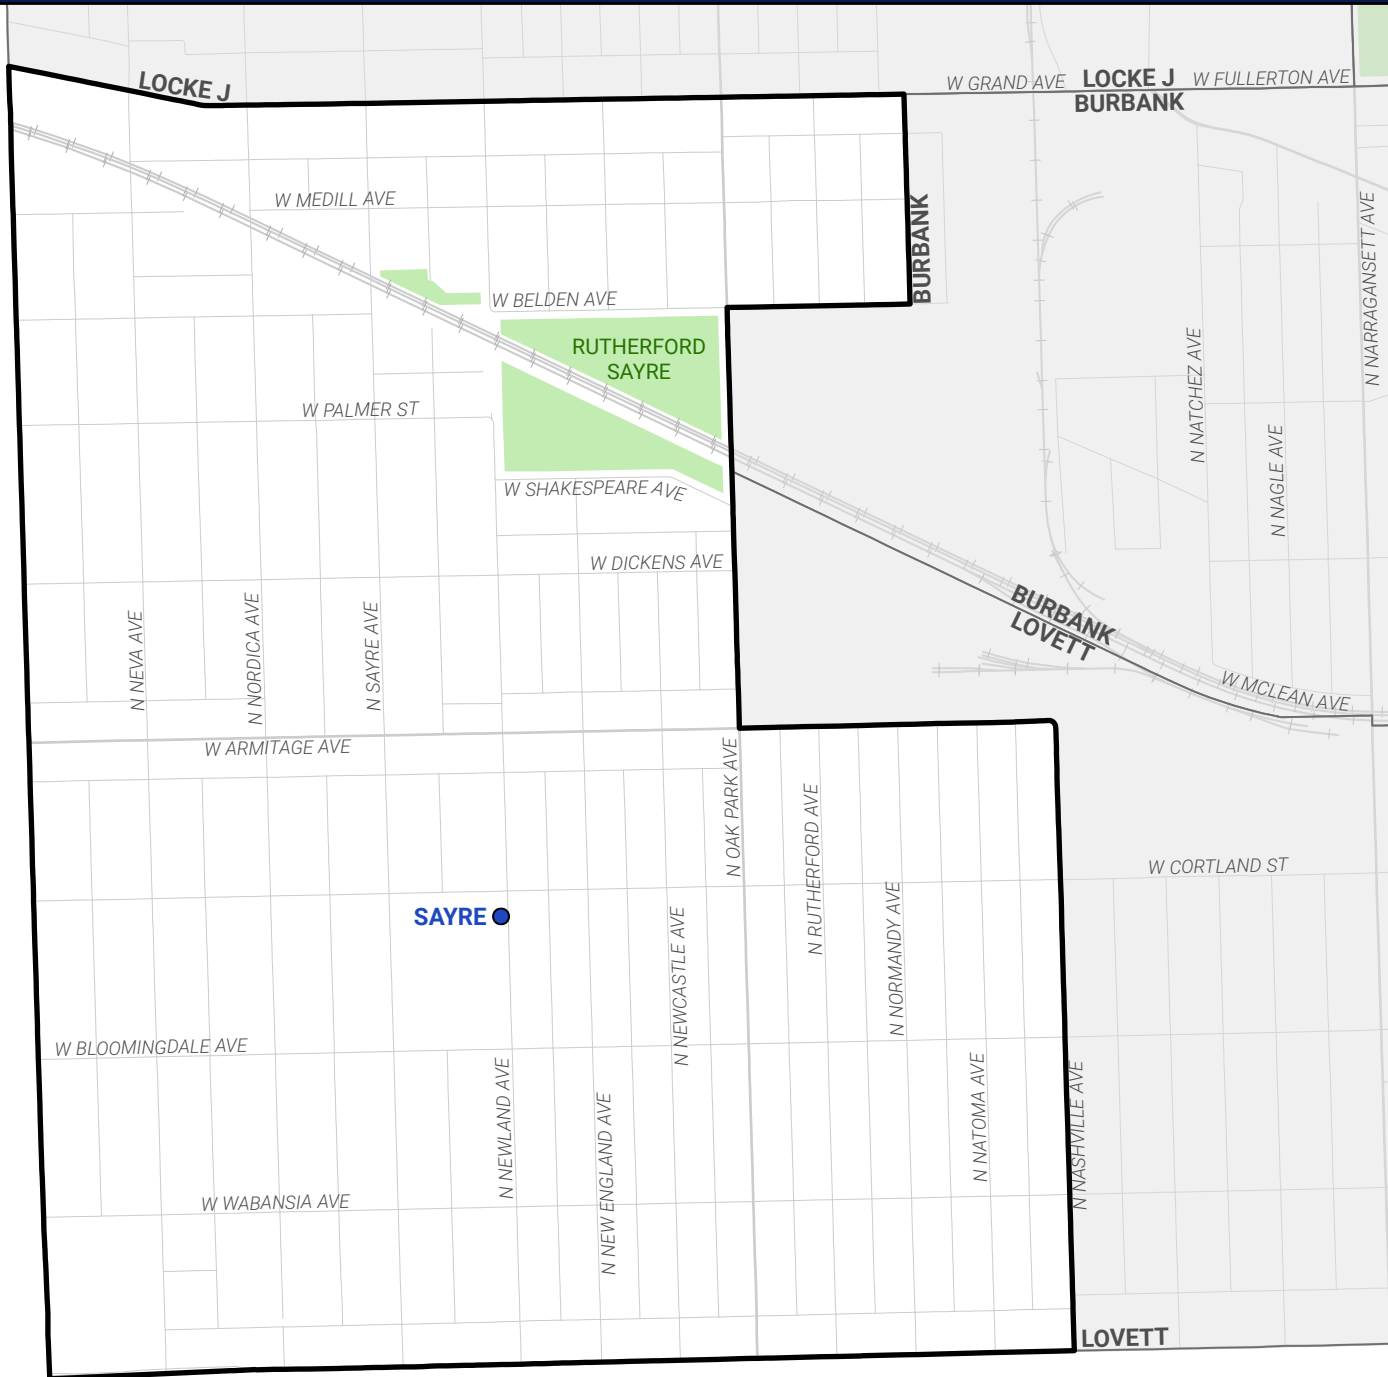 LOCKE J
W GRAND AVE
LOCKE J
W FULLERTON AVE
BURBANK
W MEDILL AVE
BURBANK
N NARRAGANSETT AVE
W BELDEN AVE
RUTHERFORD
SAYRE
N NATCHEZ AVE
W PALMER ST
N NAGLE AVE
W SHAKESPEARE AVE
W DICKENS AVE
N NEVA AVE
N NORDICA AVE
N SAYRE AVE
BURBANK
LOVETT
W MCLEAN AVE
W ARMITAGE AVE
N OAK PARK AVE
N RUTHERFORD AVE
W CORTLAND ST
SAYRE
N NEWCASTLE AVE
N NORMANDY AVE
W BLOOMINGDALE AVE
N NEWLAND AVE
N NEW ENGLAND AVE
N NATOMA AVE
N NASHVILLE AVE
W WABANSIA AVE
LOVETT